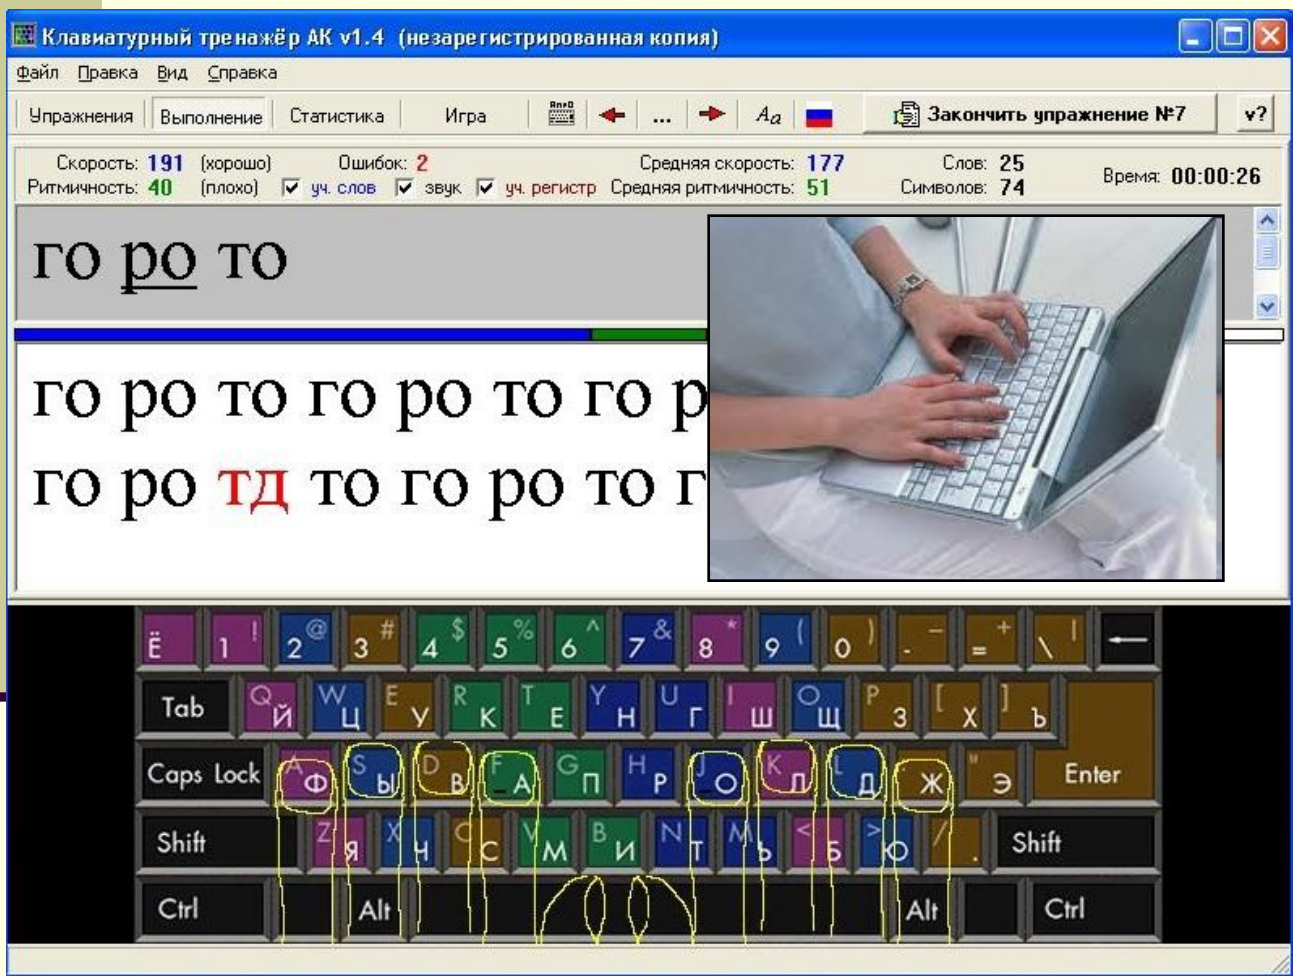 Клавиатурный тренажёр АК v1.4 (незарегистрированная копия)
Файл Правка Вид Справка
Упражнения Выполнение Статистика Игра ... Aa Закончить упражнение №7 v?
Скорость: 191 (хорошо) Ошибок: 2 Средняя скорость: 177 Слов: 25
Ритмичность: 40 (плохо) уч. слов звук уч. регистр Средняя ритмичность: 51 Символов: 74 Время: 00:00:26
го ро то
го ро то го ро то го р
го ро тд то го ро то г
Ё 1 ! 2 @ 3 # 4 $ 5 % 6 ^ 7 & 8 * 9 ( 0 ) - _ = + \ |
Tab Q Й W Ц E У R К T Е Y Н U Г I Ш O Щ P З [ Х ] Ъ
Caps Lock A Ф S Ы D В F А G П H Р J О K Л L Д Ж " Э Enter
Shift Z Я X Ч C С V М B И N Т M Ь < Б > Ю / . Shift
Ctrl Alt Alt Ctrl